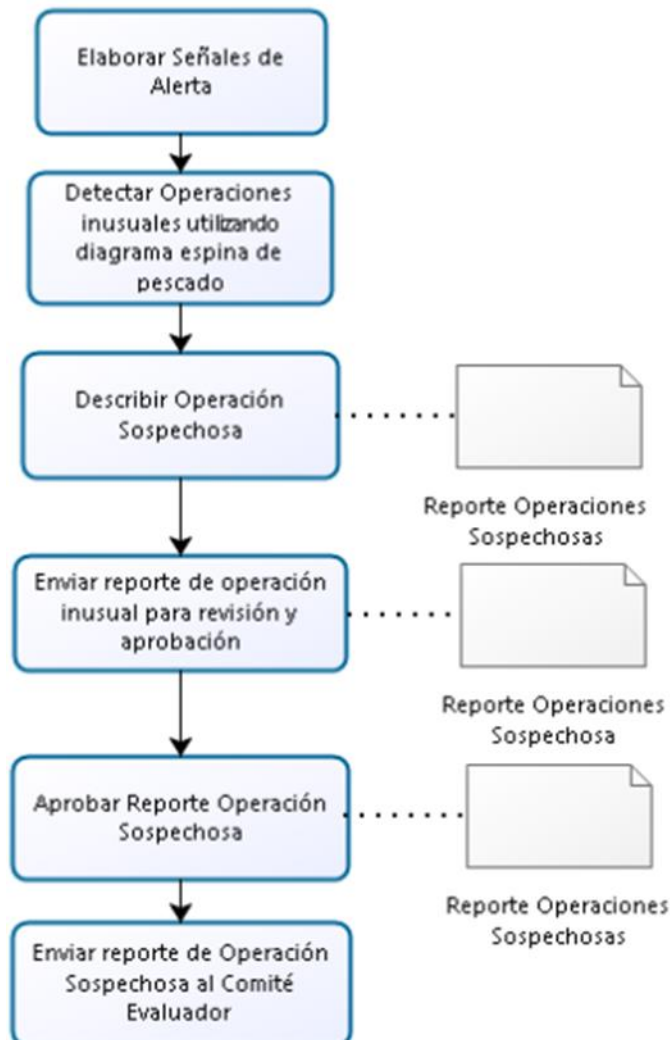 Elaborar Señales de
Alerta
Detectar Operaciones
inusuales utilizando
diagrama espina de
pescado
Describir Operación
Sospechosa
Reporte Operaciones
Sospechosas
Enviar reporte de operación
inusual para revisión y
aprobación
Reporte Operaciones
Sospechosa
Aprobar Reporte Operación
Sospechosa
Reporte Operaciones
Sospechosas
Enviar reporte de Operación
Sospechosa al Comité
Evaluador